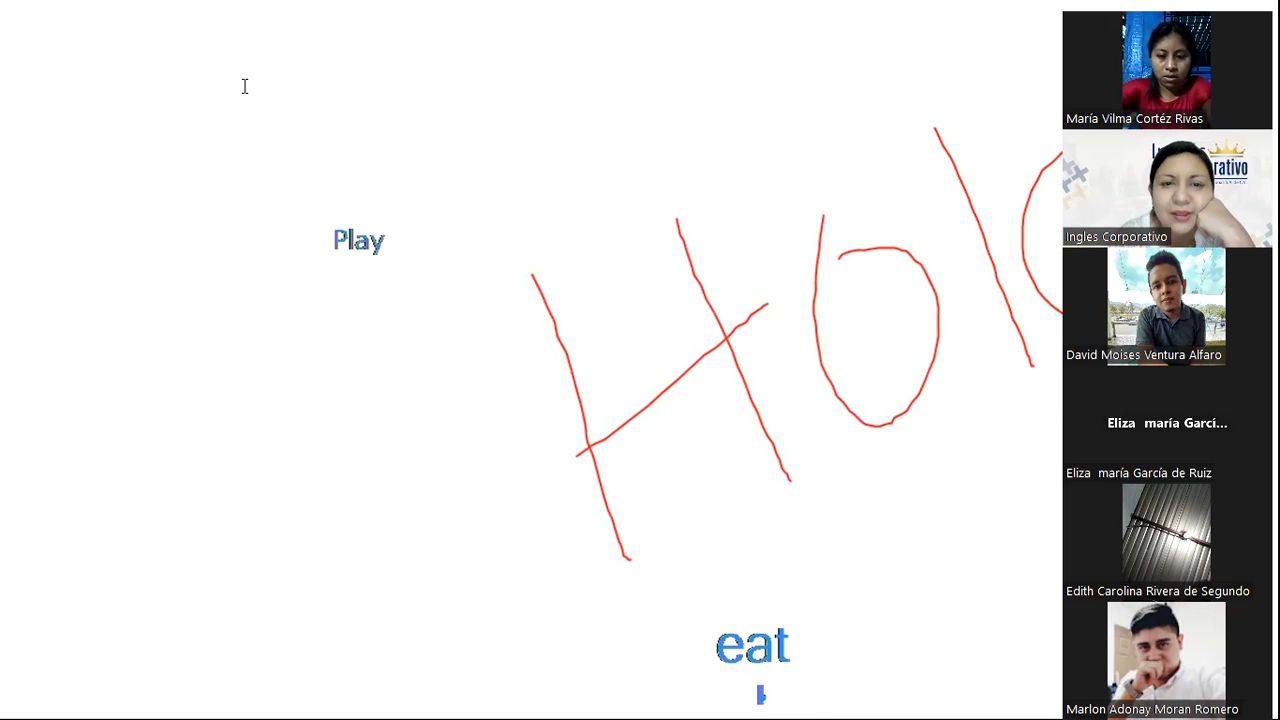 Play
HOl
eat
María Vilma Cortéz Rivas
rativo
Ingles Corporativo
David Moises Ventura Alfaro
Eliza maría Garcí...
Eliza maría García de Ruiz
Edith Carolina Rivera de Segundo
Marlon Adonay Moran Romero